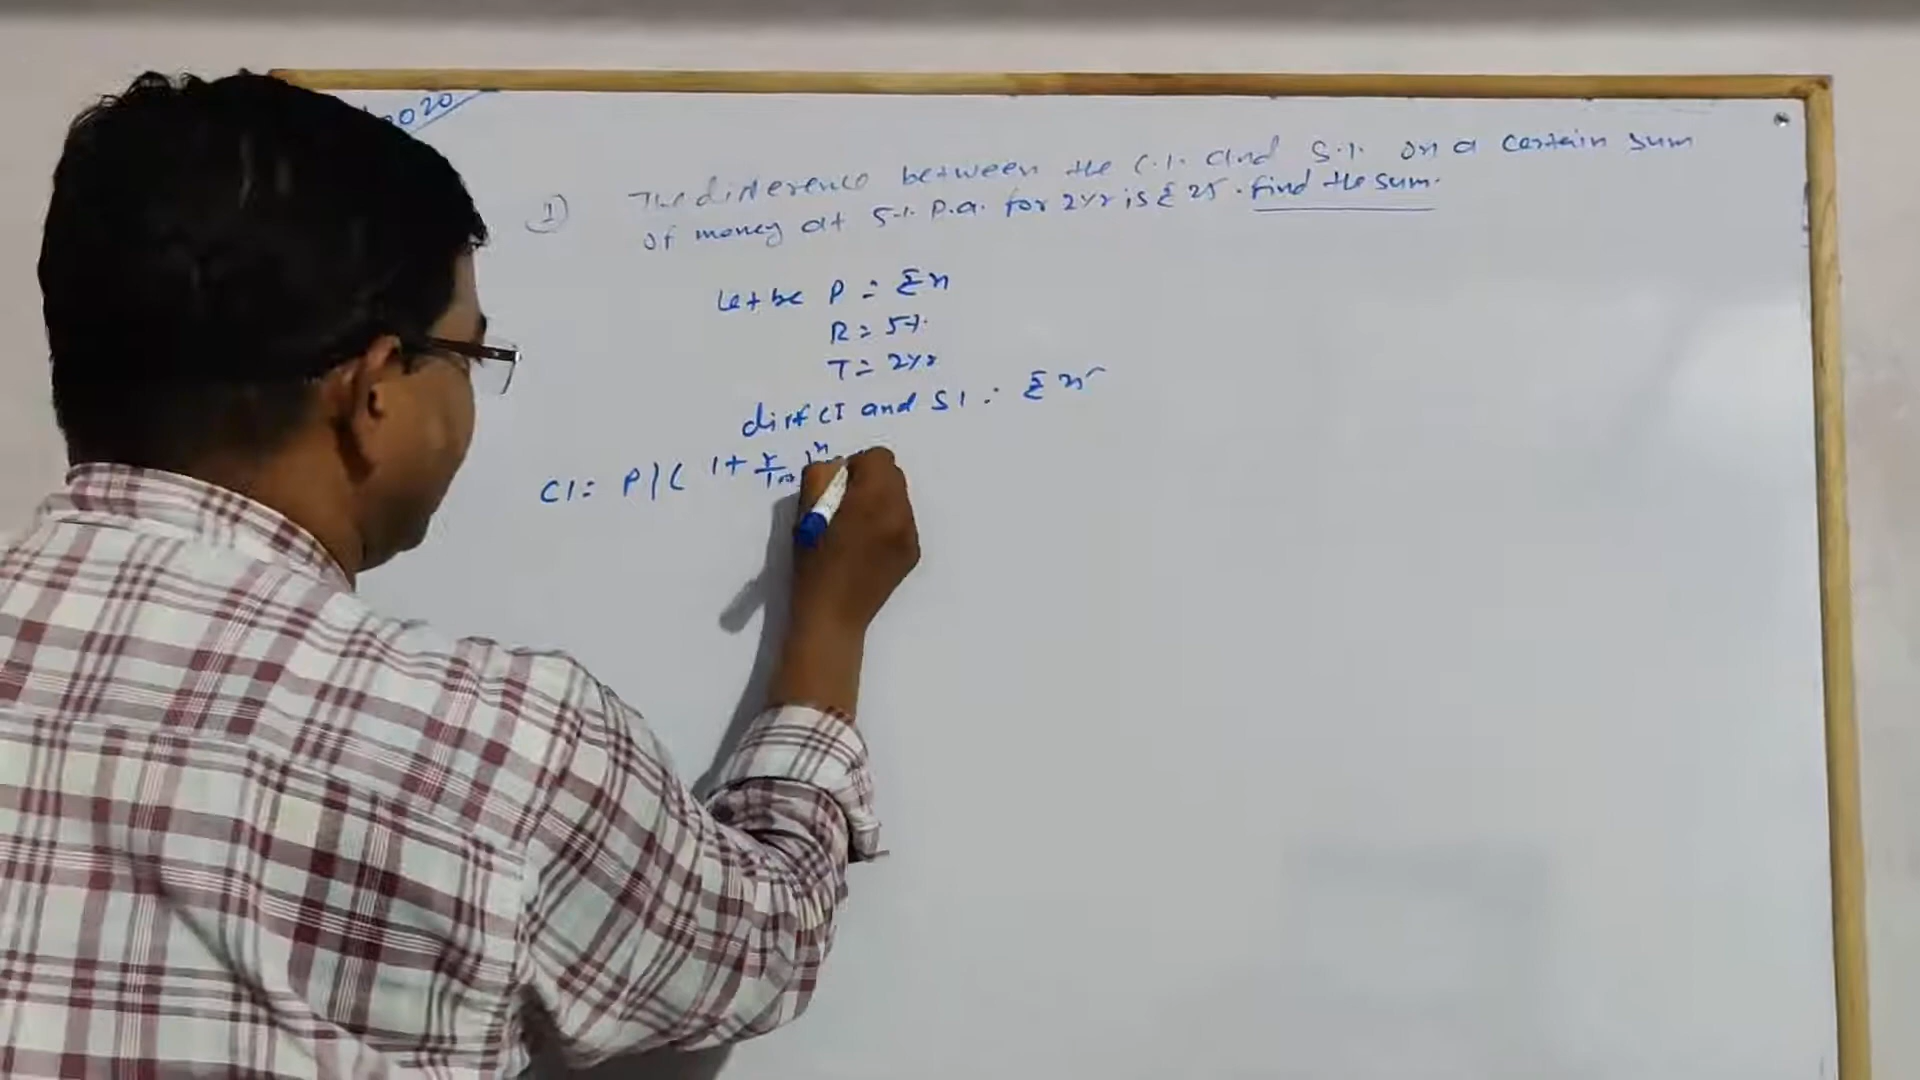 2020
1) The difference between the C.I. and S.I. on a certain sum
of money at 5% P.a. for 2yr is ₹ 25. find the sum.
Let be P = ₹ x
R = 5%
T = 2yr
diff CI and SI = ₹ 25
CI = P[( 1 + r/100 )ⁿ